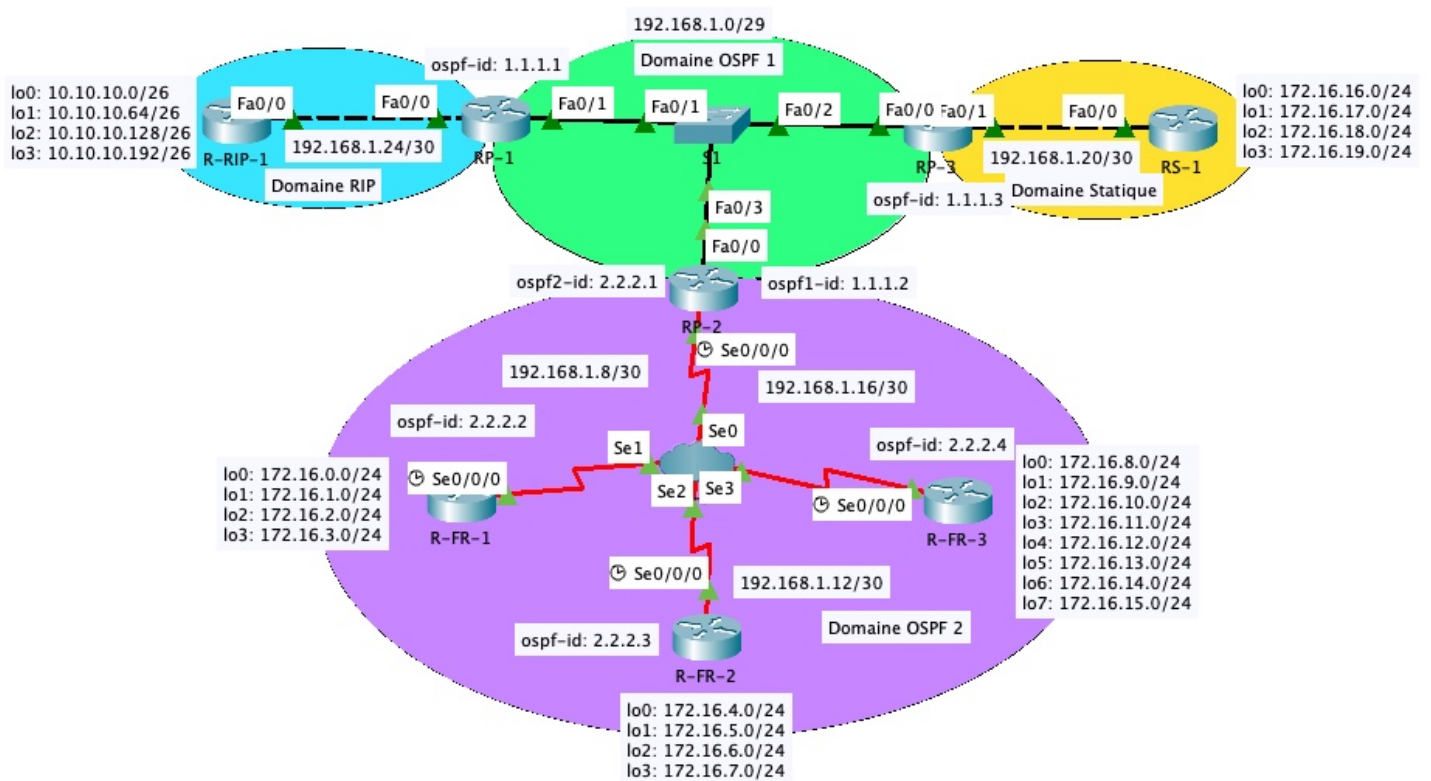 192.168.1.0/29
Domaine OSPF 1
ospf-id: 1.1.1.1
lo0: 10.10.10.0/26
lo1: 10.10.10.64/26
lo2: 10.10.10.128/26
lo3: 10.10.10.192/26
Fa0/0
R-RIP-1
192.168.1.24/30
Domaine RIP
Fa0/0
RP-1
Fa0/1
Fa0/1
S1
Fa0/2
Fa0/0
Fa0/1
RP-3
Fa0/0
RS-1
192.168.1.20/30
Domaine Statique
ospf-id: 1.1.1.3
lo0: 172.16.16.0/24
lo1: 172.16.17.0/24
lo2: 172.16.18.0/24
lo3: 172.16.19.0/24
Fa0/3
Fa0/0
ospf2-id: 2.2.2.1
ospf1-id: 1.1.1.2
RP-2
Se0/0/0
192.168.1.8/30
192.168.1.16/30
ospf-id: 2.2.2.2
Se0
Se1
Se2
Se3
ospf-id: 2.2.2.4
lo0: 172.16.0.0/24
lo1: 172.16.1.0/24
lo2: 172.16.2.0/24
lo3: 172.16.3.0/24
Se0/0/0
R-FR-1
Se0/0/0
R-FR-3
lo0: 172.16.8.0/24
lo1: 172.16.9.0/24
lo2: 172.16.10.0/24
lo3: 172.16.11.0/24
lo4: 172.16.12.0/24
lo5: 172.16.13.0/24
lo6: 172.16.14.0/24
lo7: 172.16.15.0/24
Se0/0/0
192.168.1.12/30
ospf-id: 2.2.2.3
Domaine OSPF 2
R-FR-2
lo0: 172.16.4.0/24
lo1: 172.16.5.0/24
lo2: 172.16.6.0/24
lo3: 172.16.7.0/24